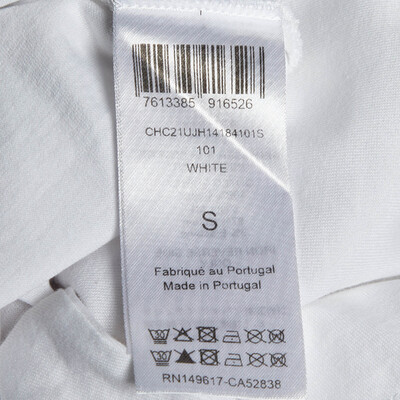 7613385 916526
CHC21UJH14184101S
101
WHITE
S
Fabriqué au Portugal
Made in Portugal
RN149617-CA52838